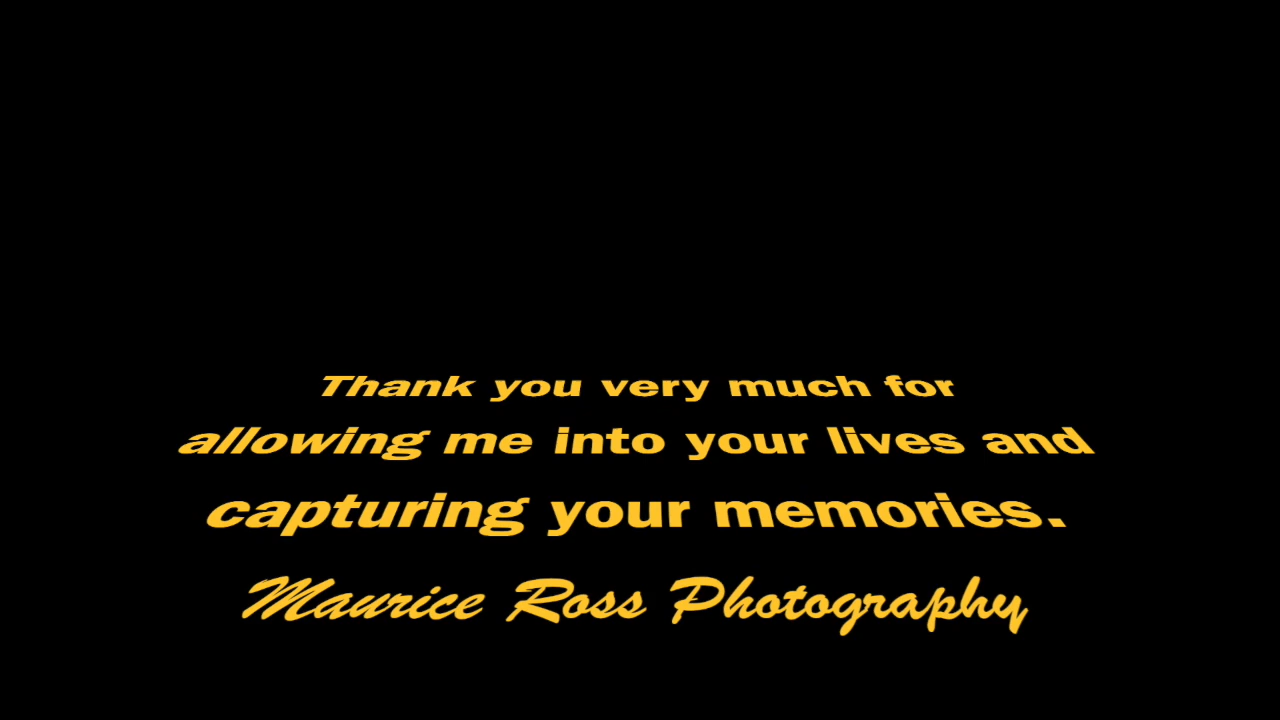 Thank you very much for
allowing me into your lives and
capturing your memories.
Maurice Ross Photography